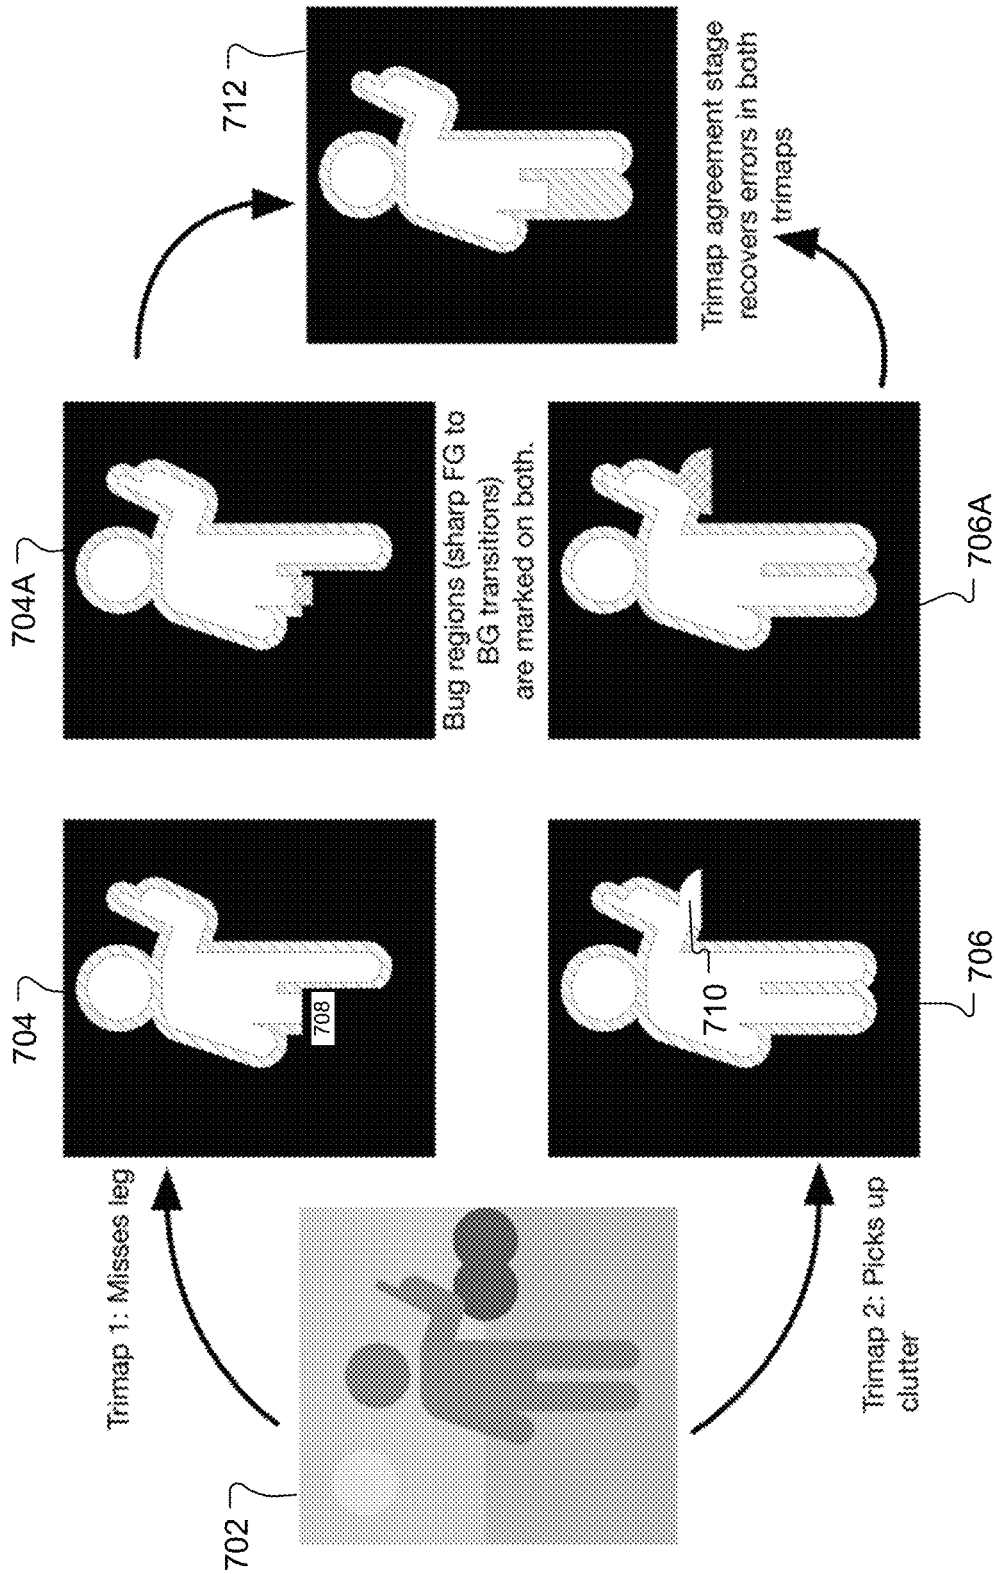 702
Trimap 1: Misses leg
704
708
704A
Bug regions (sharp FG to
BG transitions)
are marked on both.
Trimap 2: Picks up
clutter
710
706
706A
712
Trimap agreement stage
recovers errors in both
trimaps